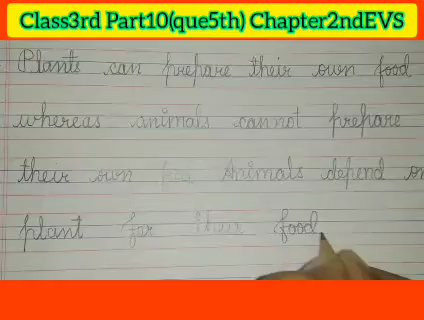 Class3rd Part10(que5th) Chapter2ndEVS
Plants can prepare their own food
whereas animals cannot prepare
their own Animals depend on
plant for their food